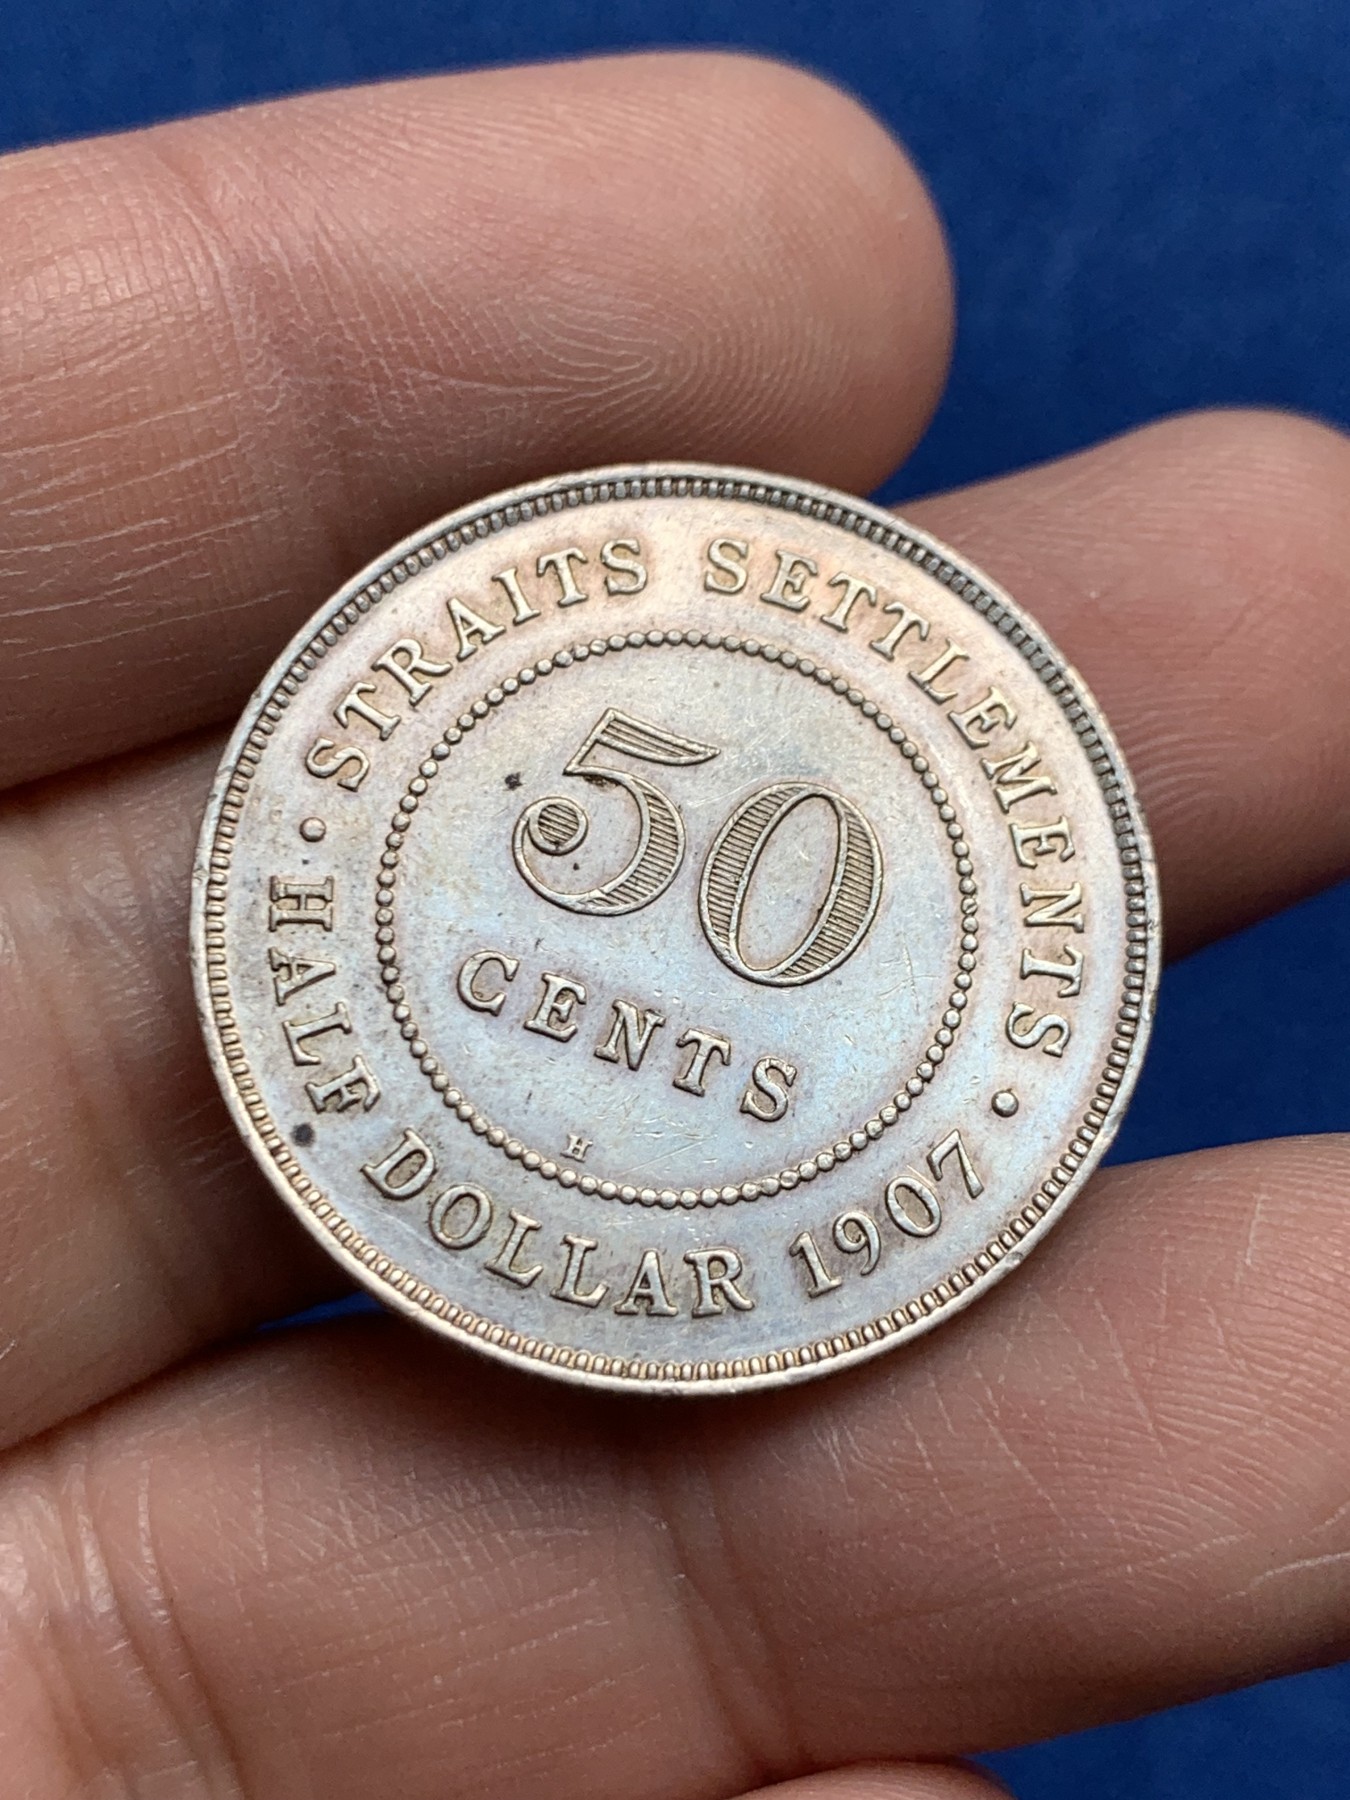 STRAITS SETTLEMENTS
50
CENTS
H
HALF DOLLAR 1907